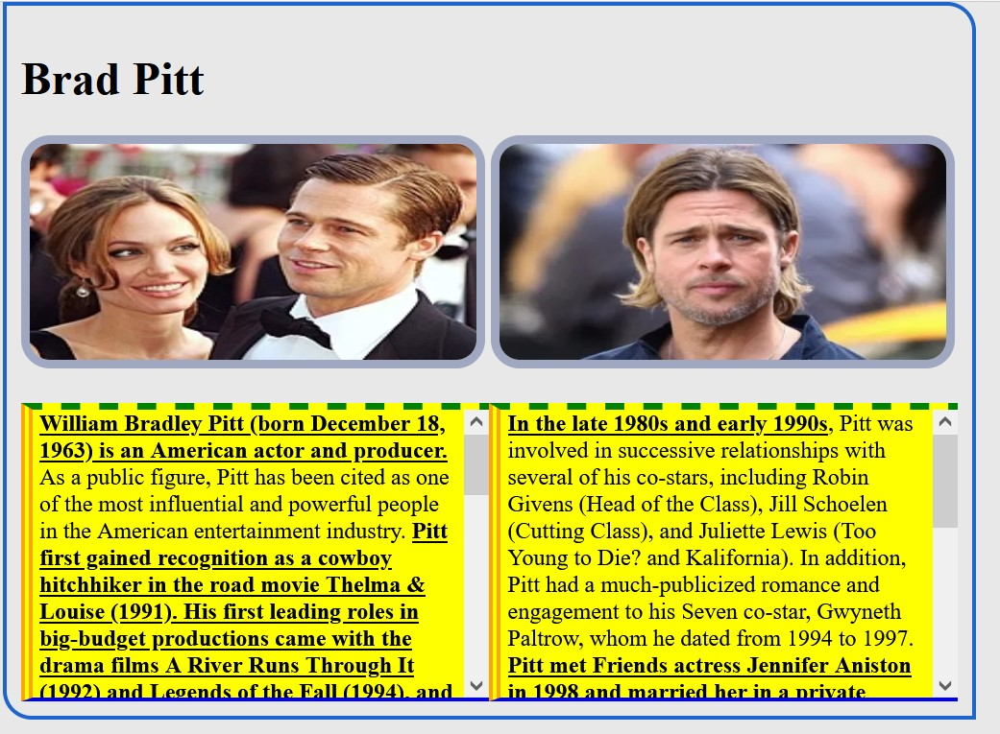 Brad Pitt
William Bradley Pitt (born December 18,
1963) is an American actor and producer.
As a public figure, Pitt has been cited as one
of the most influential and powerful people
in the American entertainment industry. Pitt
first gained recognition as a cowboy
hitchhiker in the road movie Thelma &
Louise (1991). His first leading roles in
big-budget productions came with the
drama films A River Runs Through It
(1992) and Legends of the Fall (1994), and
In the late 1980s and early 1990s, Pitt was
involved in successive relationships with
several of his co-stars, including Robin
Givens (Head of the Class), Jill Schoelen
(Cutting Class), and Juliette Lewis (Too
Young to Die? and Kalifornia). In addition,
Pitt had a much-publicized romance and
engagement to his Seven co-star, Gwyneth
Paltrow, whom he dated from 1994 to 1997.
Pitt met Friends actress Jennifer Aniston
in 1998 and married her in a private